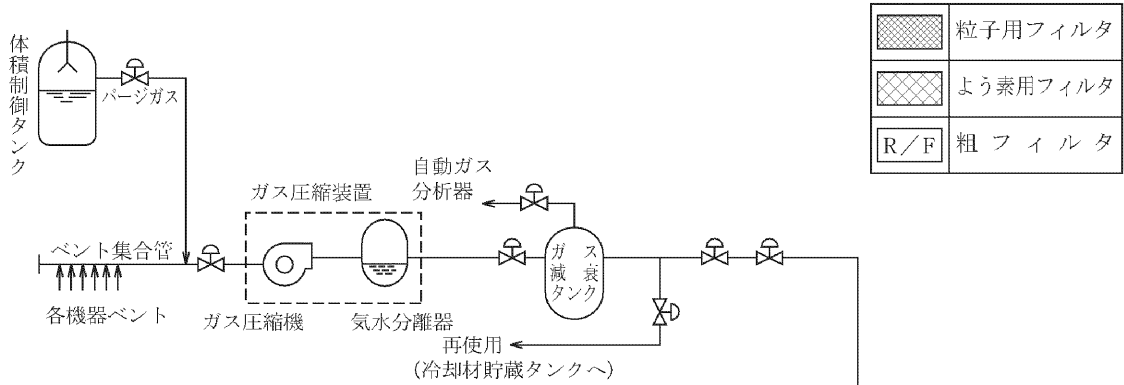 体積制御タンク
パージガス
ベント集合管
各機器ベント
ガス圧縮装置
ガス圧縮機
気水分離器
自動ガス
分析器
ガス
減衰
タンク
再使用
(冷却材貯蔵タンクへ)
粒子用フィルタ
よう素用フィルタ
R/F 粗フィルタ